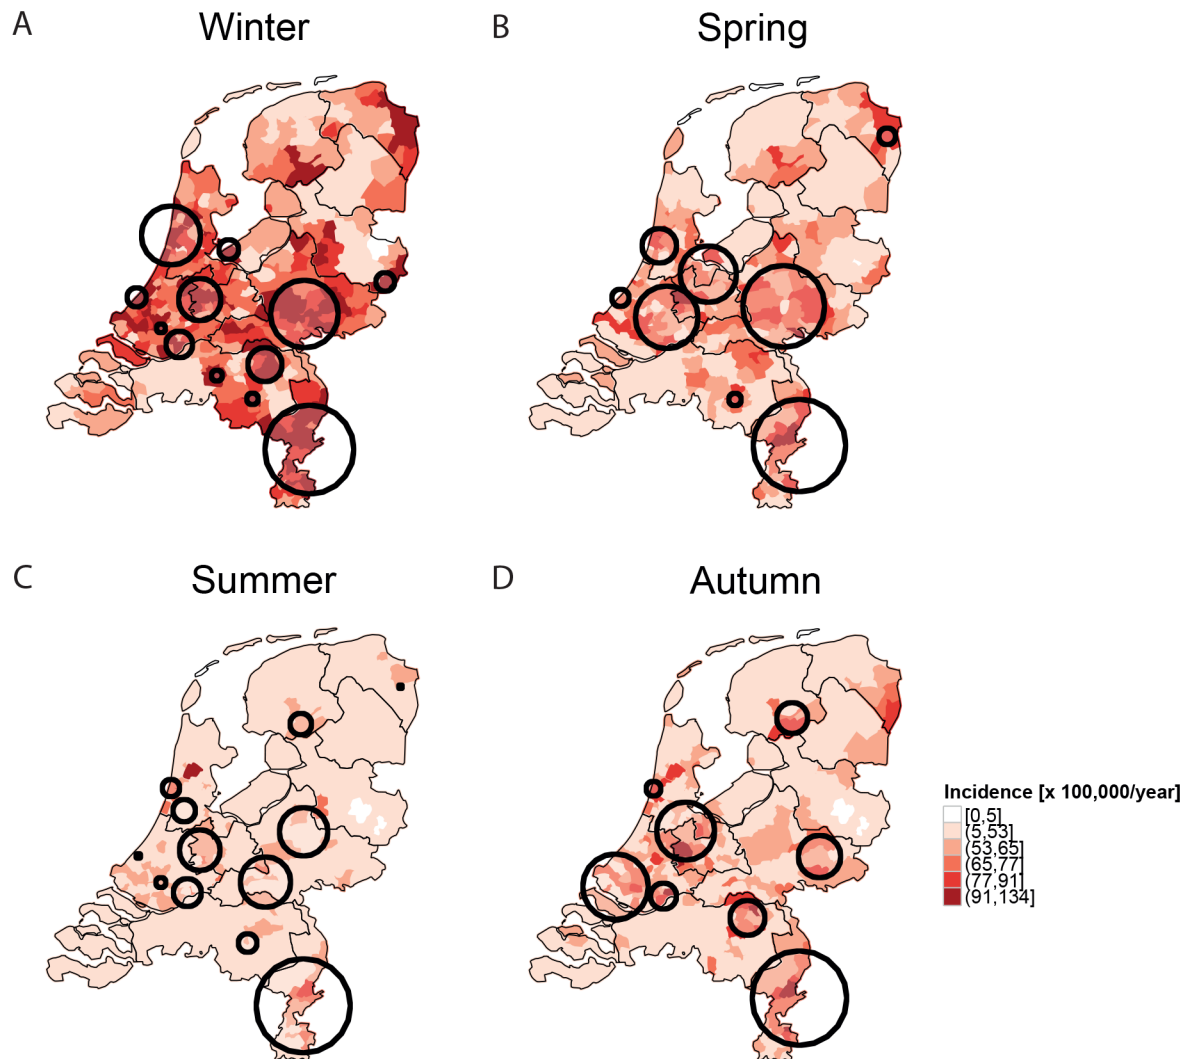 A
Winter
B
Spring
C
Summer
D
Autumn
Incidence [x 100,000/year]
[0,5]
(5,53]
(53,65]
(65,77]
(77,91]
(91,134]